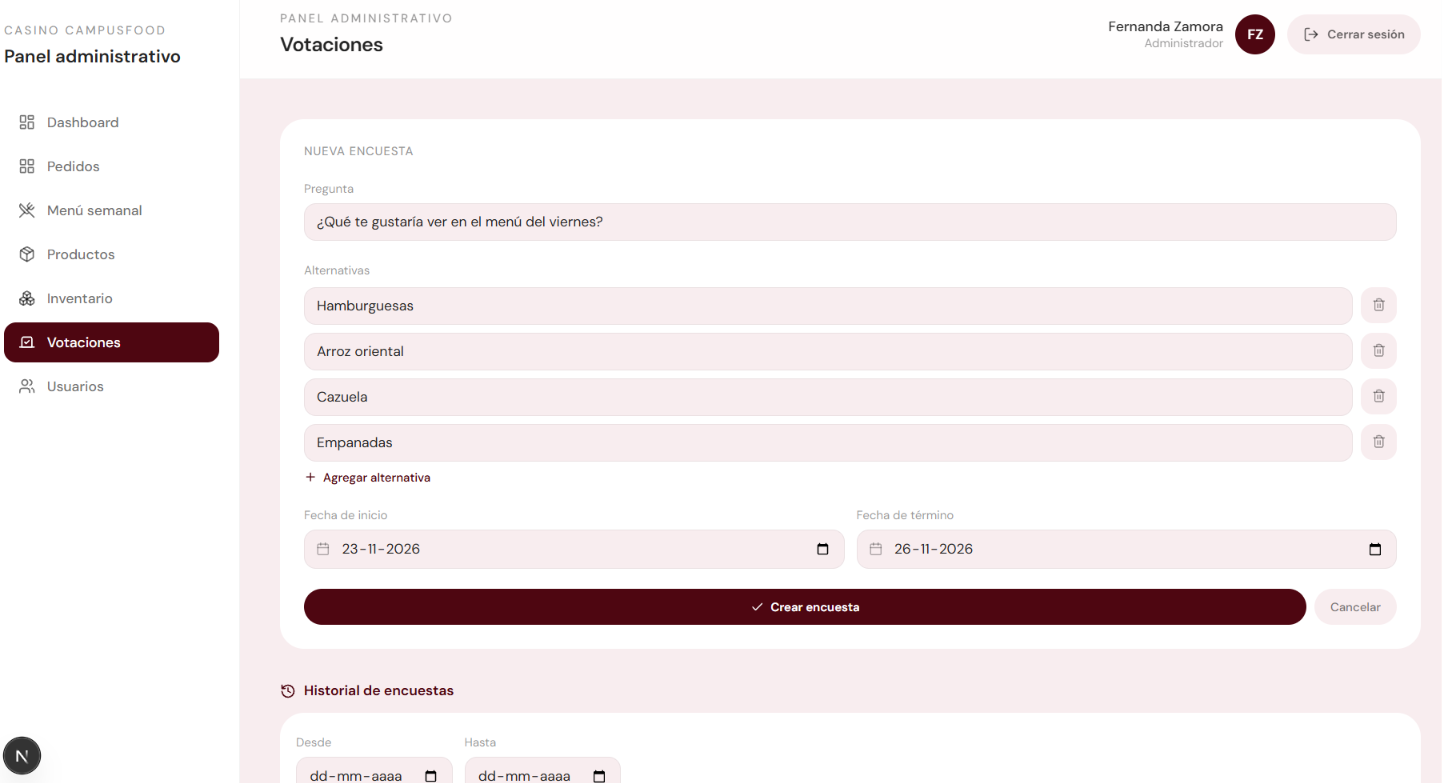 CASINO CAMPUSFOOD
Panel administrativo
Dashboard
Pedidos
Menú semanal
Productos
Inventario
Votaciones
Usuarios
N
PANEL ADMINISTRATIVO
Votaciones
Fernanda Zamora
Administrador
FZ
Cerrar sesión
NUEVA ENCUESTA
Pregunta
¿Qué te gustaría ver en el menú del viernes?
Alternativas
Hamburguesas
Arroz oriental
Cazuela
Empanadas
+ Agregar alternativa
Fecha de inicio
23-11-2026
Fecha de término
26-11-2026
Crear encuesta
Cancelar
Historial de encuestas
Desde
dd-mm-aaaa
Hasta
dd-mm-aaaa